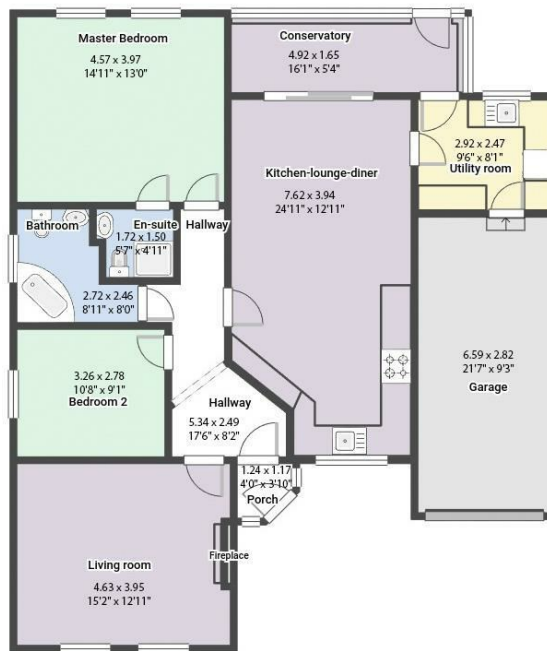 Master Bedroom
4.57 x 3.97
14'11" x 13'0"
Conservatory
4.92 x 1.65
16'1" x 5'4"
2.92 x 2.47
9'6" x 8'1"
Utility room
Kitchen-lounge-diner
7.62 x 3.94
24'11" x 12'11"
Bathroom
2.72 x 2.46
8'11" x 8'0"
En-suite
1.72 x 1.50
5'7" x 4'11"
Hallway
3.26 x 2.78
10'8" x 9'1"
Bedroom 2
Hallway
5.34 x 2.49
17'6" x 8'2"
6.59 x 2.82
21'7" x 9'3"
Garage
1.24 x 1.17
4'0" x 3'10"
Porch
Fireplace
Living room
4.63 x 3.95
15'2" x 12'11"